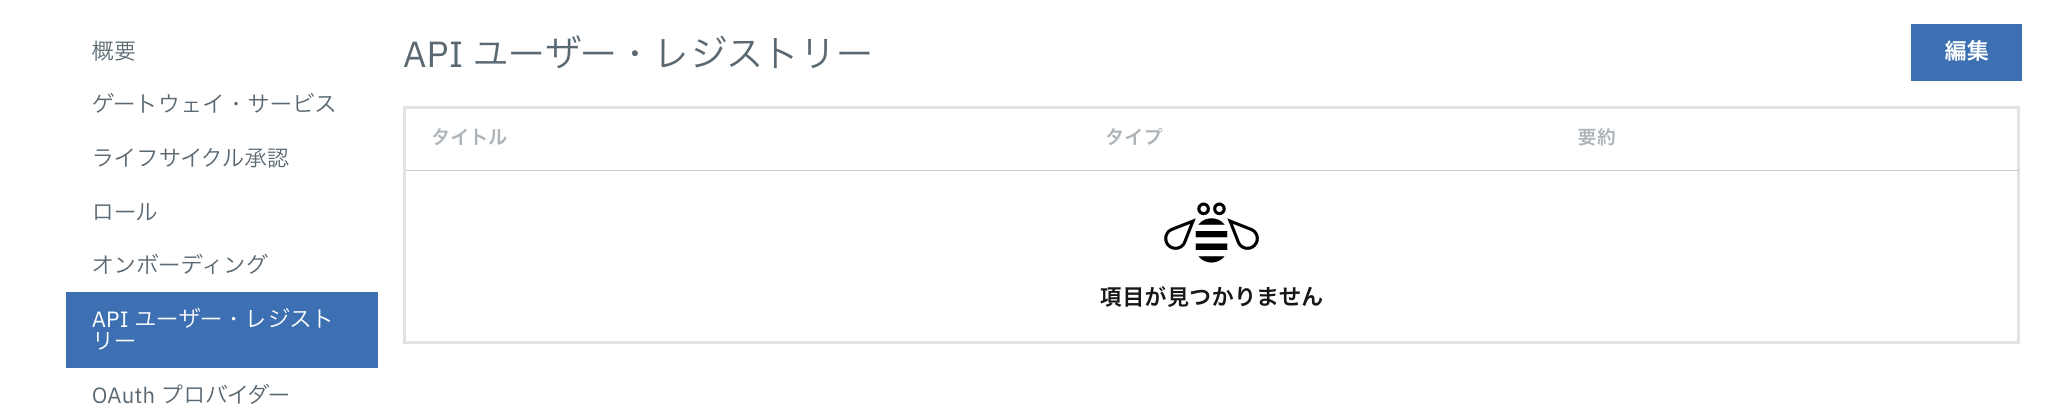 概要
ゲートウェイ・サービス
ライフサイクル承認
ロール
オンボーディング
API ユーザー・レジスト
リー
OAuth プロバイダー
API ユーザー・レジストリー
編集
タイトル タイプ 要約
項目が見つかりません